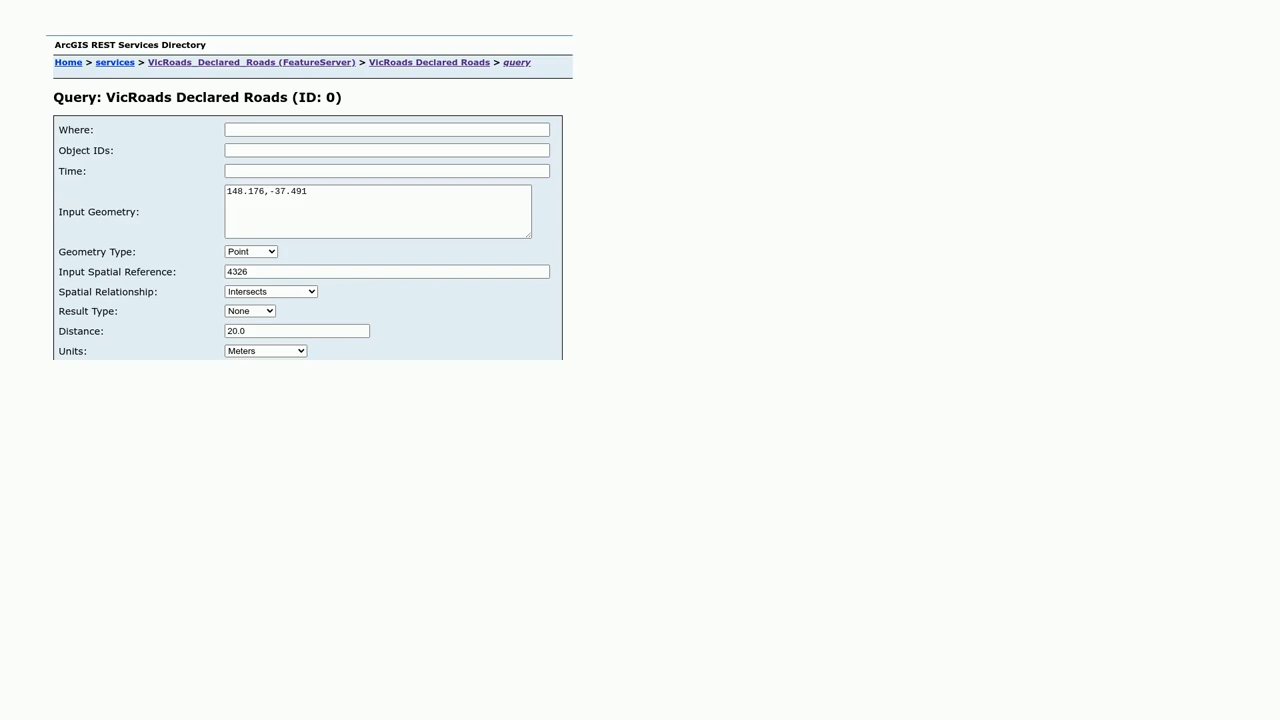 ArcGIS REST Services Directory
Home > services > VicRoads_Declared_Roads (FeatureServer) > VicRoads Declared Roads > query
Query: VicRoads Declared Roads (ID: 0)
Where:
Object IDs:
Time:
Input Geometry: 148.176,-37.491
Geometry Type: Point
Input Spatial Reference: 4326
Spatial Relationship: Intersects
Result Type: None
Distance: 20.0
Units: Meters